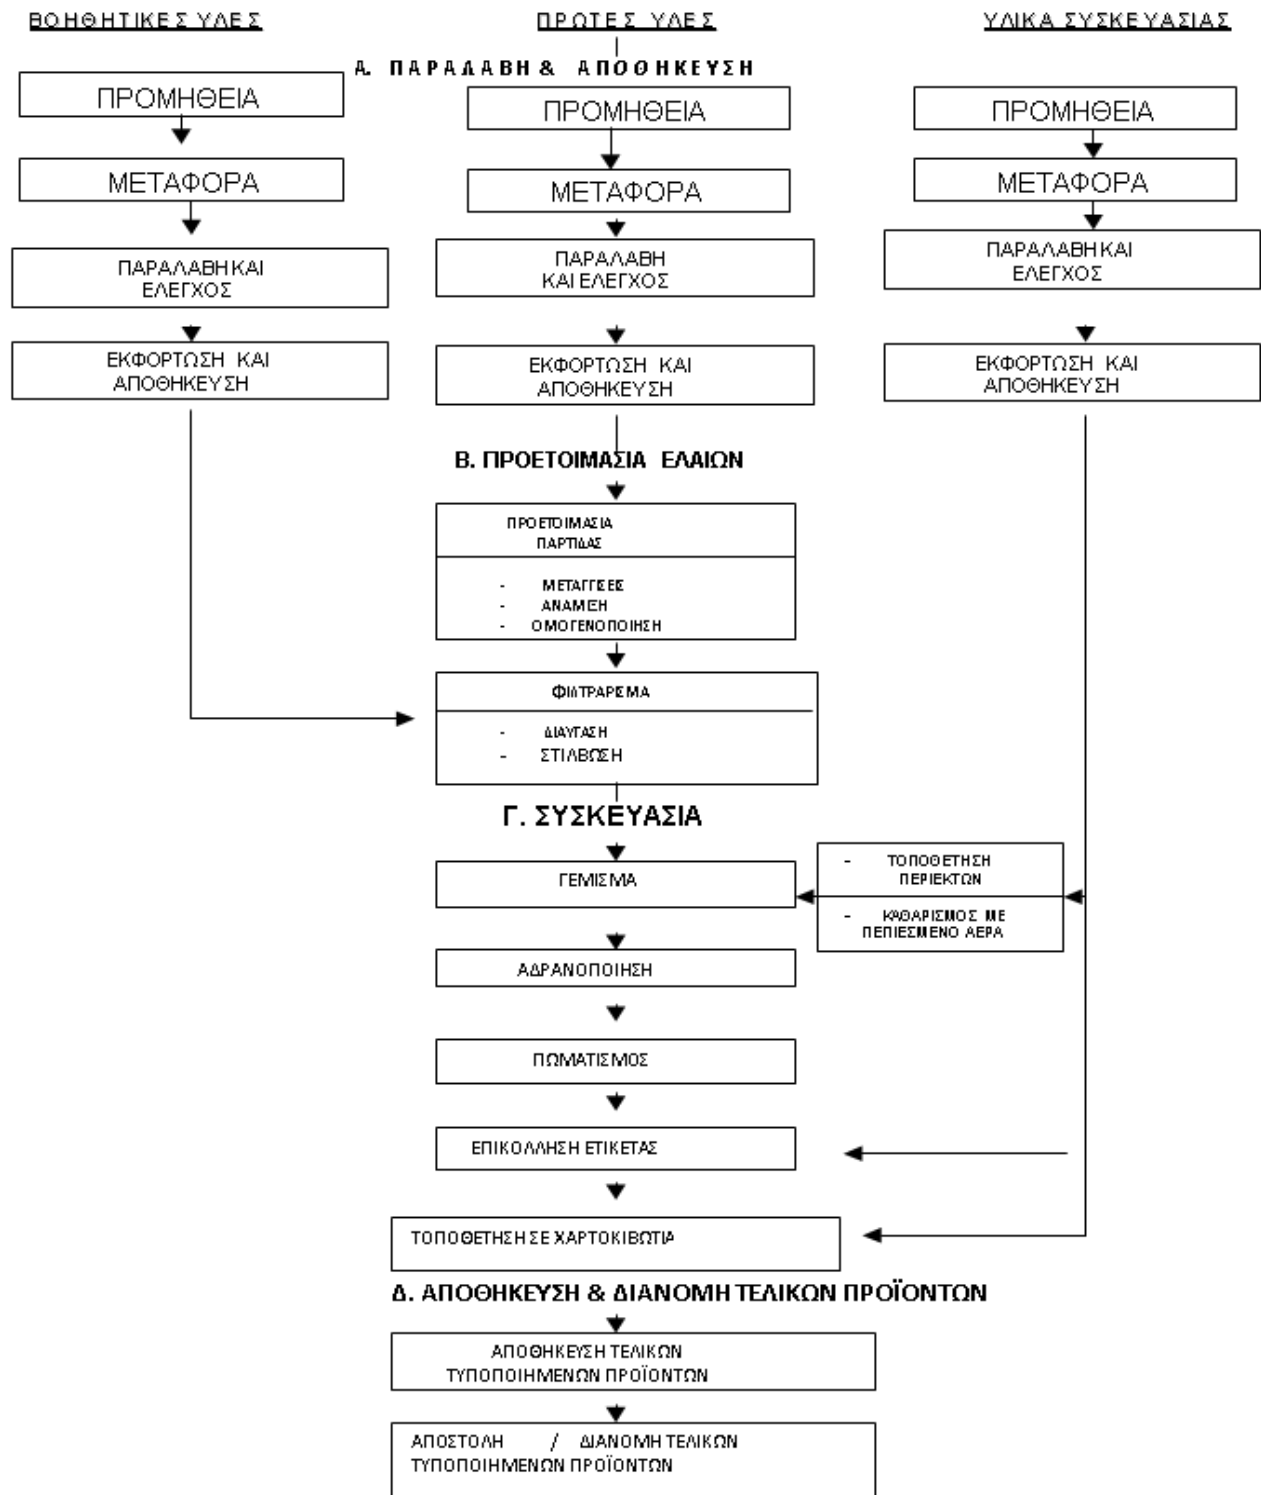 ΒΟΗΘΗΤΙΚΕΣ ΥΛΕΣ
ΠΡΩΤΕΣ ΥΛΕΣ
ΥΛΙΚΑ ΣΥΣΚΕΥΑΣΙΑΣ
Α. ΠΑΡΑΛΑΒΗ & ΑΠΟΘΗΚΕΥΣΗ
ΠΡΟΜΗΘΕΙΑ
ΠΡΟΜΗΘΕΙΑ
ΠΡΟΜΗΘΕΙΑ
ΜΕΤΑΦΟΡΑ
ΜΕΤΑΦΟΡΑ
ΜΕΤΑΦΟΡΑ
ΠΑΡΑΛΑΒΗ ΚΑΙ
ΕΛΕΓΧΟΣ
ΠΑΡΑΛΑΒΗ
ΚΑΙ ΕΛΕΓΧΟΣ
ΠΑΡΑΛΑΒΗ ΚΑΙ
ΕΛΕΓΧΟΣ
ΕΚΦΟΡΤΩΣΗ ΚΑΙ
ΑΠΟΘΗΚΕΥΣΗ
ΕΚΦΟΡΤΩΣΗ ΚΑΙ
ΑΠΟΘΗΚΕΥΣΗ
ΕΚΦΟΡΤΩΣΗ ΚΑΙ
ΑΠΟΘΗΚΕΥΣΗ
Β. ΠΡΟΕΤΟΙΜΑΣΙΑ ΕΛΑΙΩΝ
ΠΡΟΕΤΟΙΜΑΣΙΑ
ΠΑΡΤΙΔΑΣ
- ΜΕΤΑΓΓΙΣΕΙΣ
- ΑΝΑΜΙΞΗ
- ΟΜΟΓΕΝΟΠΟΙΗΣΗ
ΦΙΛΤΡΑΡΙΣΜΑ
- ΔΙΑΥΓΑΣΗ
- ΣΤΙΛΒΩΣΗ
Γ. ΣΥΣΚΕΥΑΣΙΑ
ΓΕΜΙΣΜΑ
- ΤΟΠΟΘΕΤΗΣΗ
ΠΕΡΙΕΚΤΩΝ
- ΚΑΘΑΡΙΣΜΟΣ ΜΕ
ΠΕΠΙΕΣΜΕΝΟ ΑΕΡΑ
ΑΔΡΑΝΟΠΟΙΗΣΗ
ΠΩΜΑΤΙΣΜΟΣ
ΕΠΙΚΟΛΛΗΣΗ ΕΤΙΚΕΤΑΣ
ΤΟΠΟΘΕΤΗΣΗ ΣΕ ΧΑΡΤΟΚΙΒΩΤΙΑ
Δ. ΑΠΟΘΗΚΕΥΣΗ & ΔΙΑΝΟΜΗ ΤΕΛΙΚΩΝ ΠΡΟΪΟΝΤΩΝ
ΑΠΟΘΗΚΕΥΣΗ ΤΕΛΙΚΩΝ
ΤΥΠΟΠΟΙΗΜΕΝΩΝ ΠΡΟΪΟΝΤΩΝ
ΑΠΟΣΤΟΛΗ / ΔΙΑΝΟΜΗ ΤΕΛΙΚΩΝ
ΤΥΠΟΠΟΙΗΜΕΝΩΝ ΠΡΟΪΟΝΤΩΝ